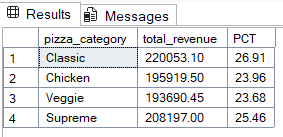 Results Messages
pizza_category total_revenue PCT
1 Classic 220053.10 26.91
2 Chicken 195919.50 23.96
3 Veggie 193690.45 23.68
4 Supreme 208197.00 25.46